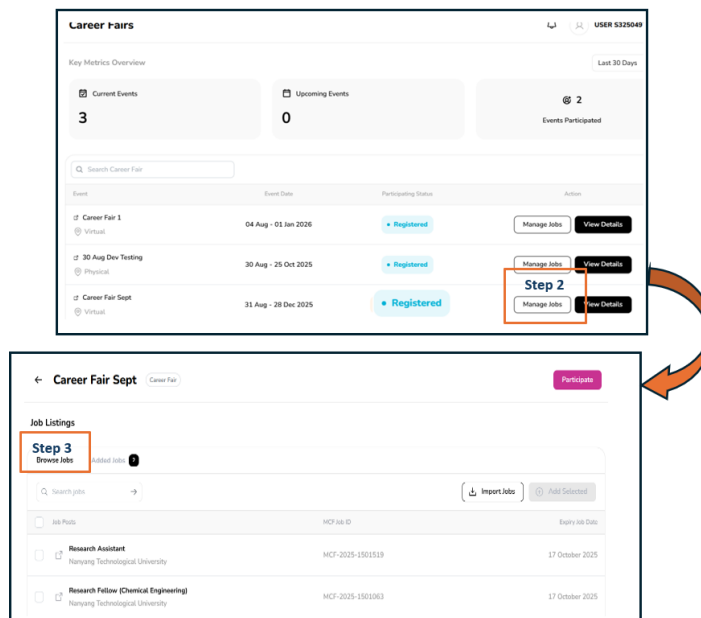 Career Fairs
USER S325049
Key Metrics Overview
Last 30 Days
Current Events
3
Upcoming Events
0
2
Events Participated
Search Career Fair
Event
Event Date
Participating Status
Action
Career Fair 1
Virtual
04 Aug - 01 Jan 2026
Registered
Manage Jobs
View Details
30 Aug Dev Testing
Physical
30 Aug - 25 Oct 2025
Registered
Manage Jobs
View Details
Step 2
Career Fair Sept
Virtual
31 Aug - 28 Dec 2025
Registered
Manage Jobs
View Details
Career Fair Sept
Career Fair
Participate
Job Listings
Step 3
Browse Jobs
Added Jobs
Search jobs
Import Jobs
Add Selected
Job Posts
MCF Job ID
Expiry Job Date
Research Assistant
Nanyang Technological University
MCF-2025-1501519
17 October 2025
Research Fellow (Chemical Engineering)
Nanyang Technological University
MCF-2025-1501063
17 October 2025